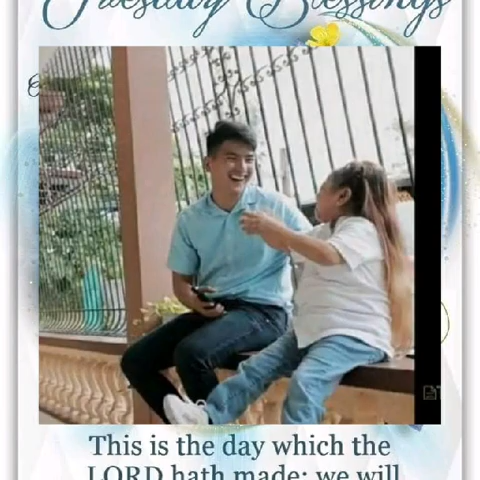 Tuesday Blessings
This is the day which the
LORD hath made; we will